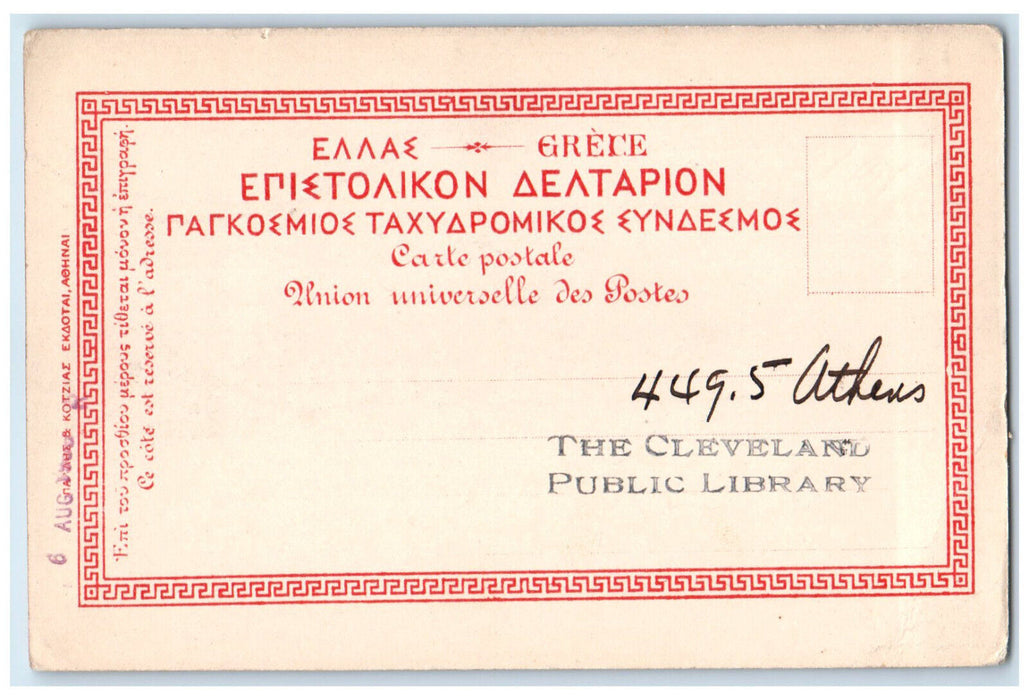 ΕΛΛΑΣ GRÈCE
ΕΠΙΣΤΟΛΙΚΟΝ ΔΕΛΤΑΡΙΟΝ
ΠΑΓΚΟΣΜΙΟΣ ΤΑΧΥΔΡΟΜΙΚΟΣ ΣΥΝΔΕΣΜΟΣ
Carte postale
Union universelle des Postes
449.5 Athens
THE CLEVELAND
PUBLIC LIBRARY
Ἐπὶ τοῦ προσθίου μέρους τίθεται μόνον ἡ ἐπιγραφή.
Ce côté est réservé à l'adresse.
& ΚΟΤΖΙΑΣ ΕΚΔΟΤΑΙ, ΑΘΗΝΑΙ
6 AUG